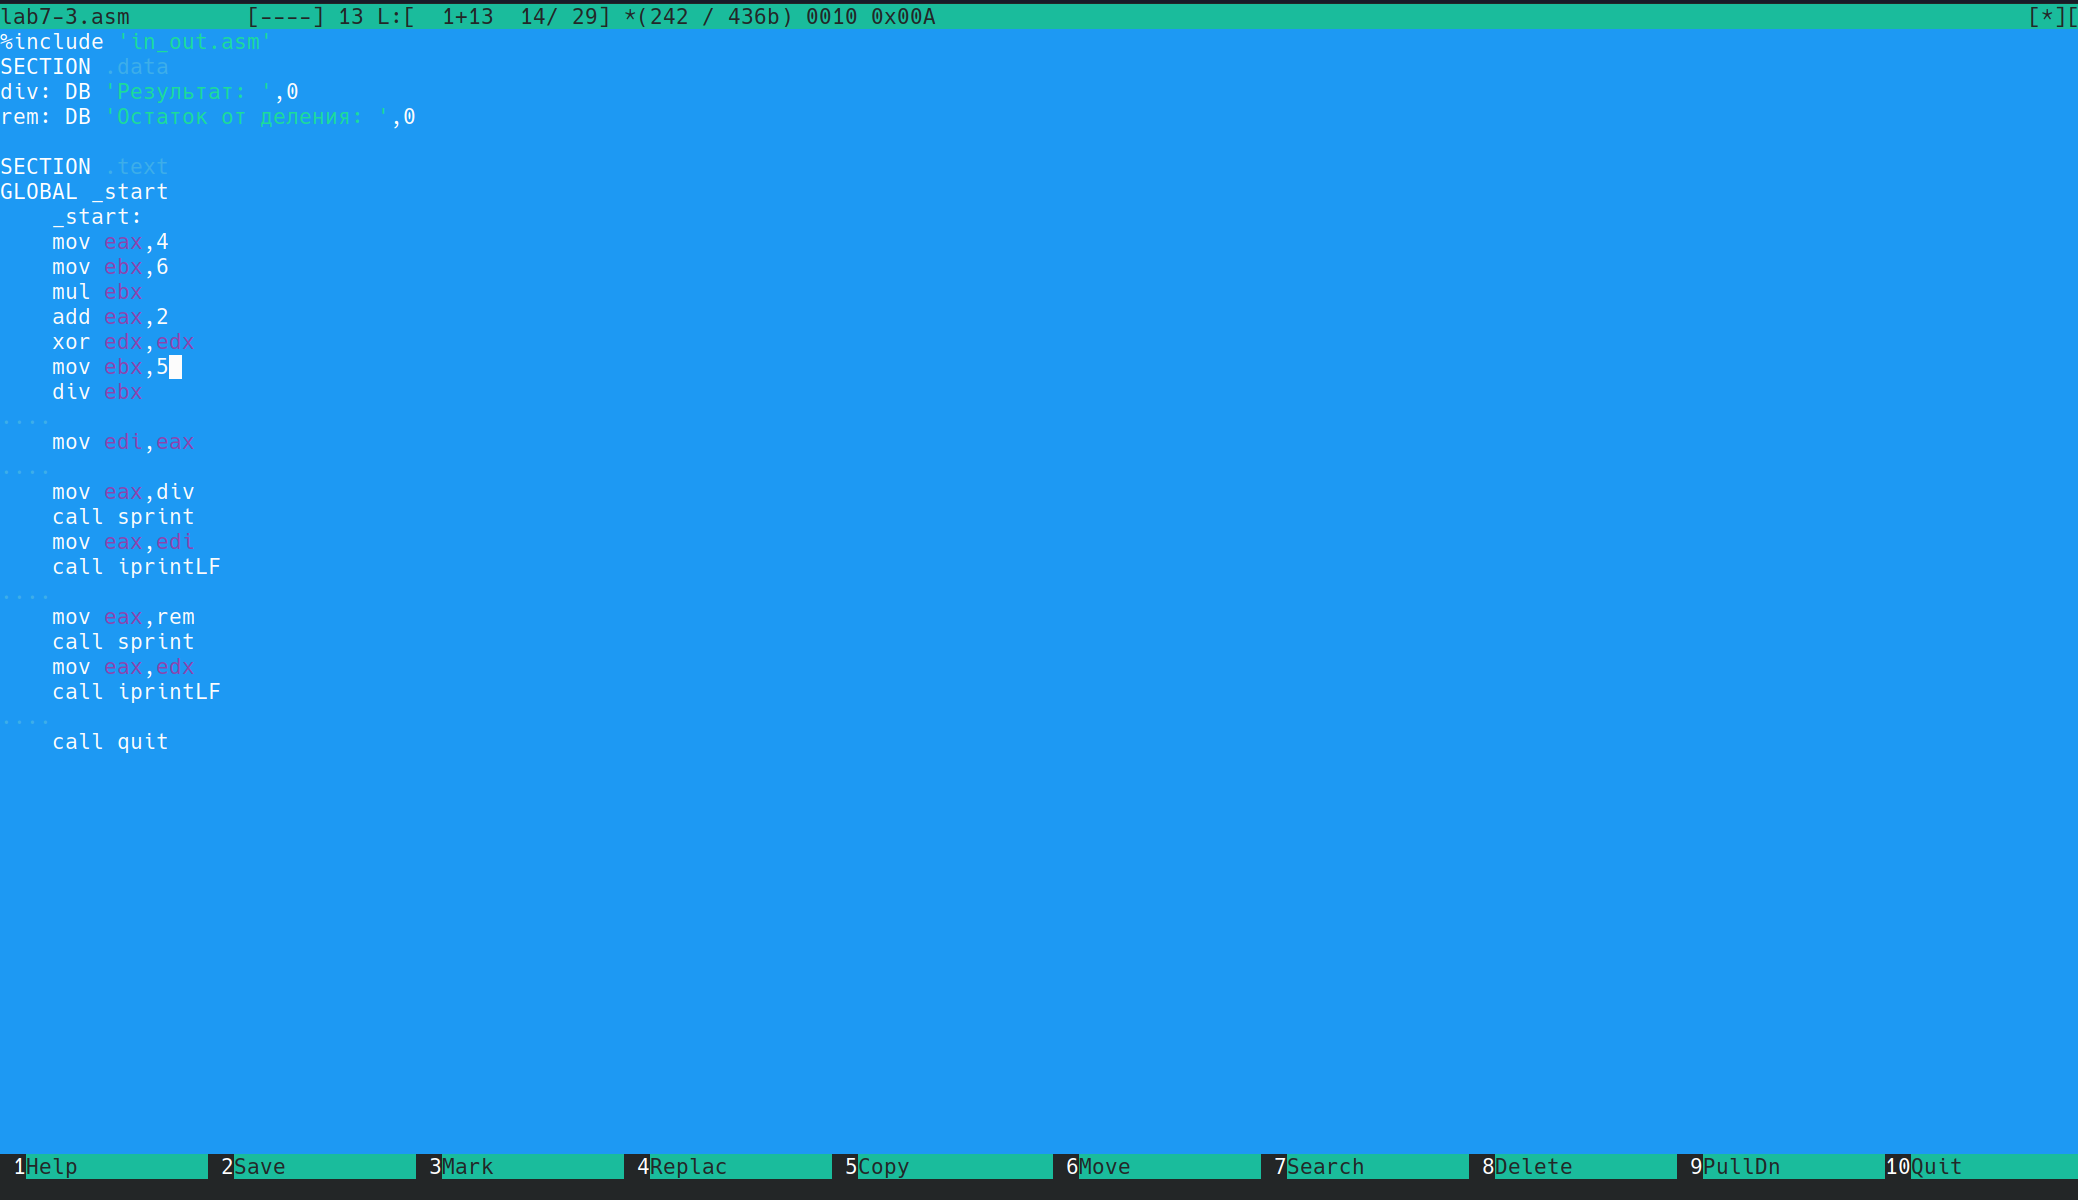 lab7-3.asm         [----] 13 L:[  1+13  14/ 29] *(242 / 436b) 0010 0x00A [*][
%include 'in_out.asm'
SECTION .data
div: DB 'Результат: ',0
rem: DB 'Остаток от деления: ',0
SECTION .text
GLOBAL _start
    _start:
    mov eax,4
    mov ebx,6
    mul ebx
    add eax,2
    xor edx,edx
    mov ebx,5
    div ebx
....
    mov edi,eax
....
    mov eax,div
    call sprint
    mov eax,edi
    call iprintLF
....
    mov eax,rem
    call sprint
    mov eax,edx
    call iprintLF
....
    call quit
1Help 2Save 3Mark 4Replac 5Copy 6Move 7Search 8Delete 9PullDn 10Quit